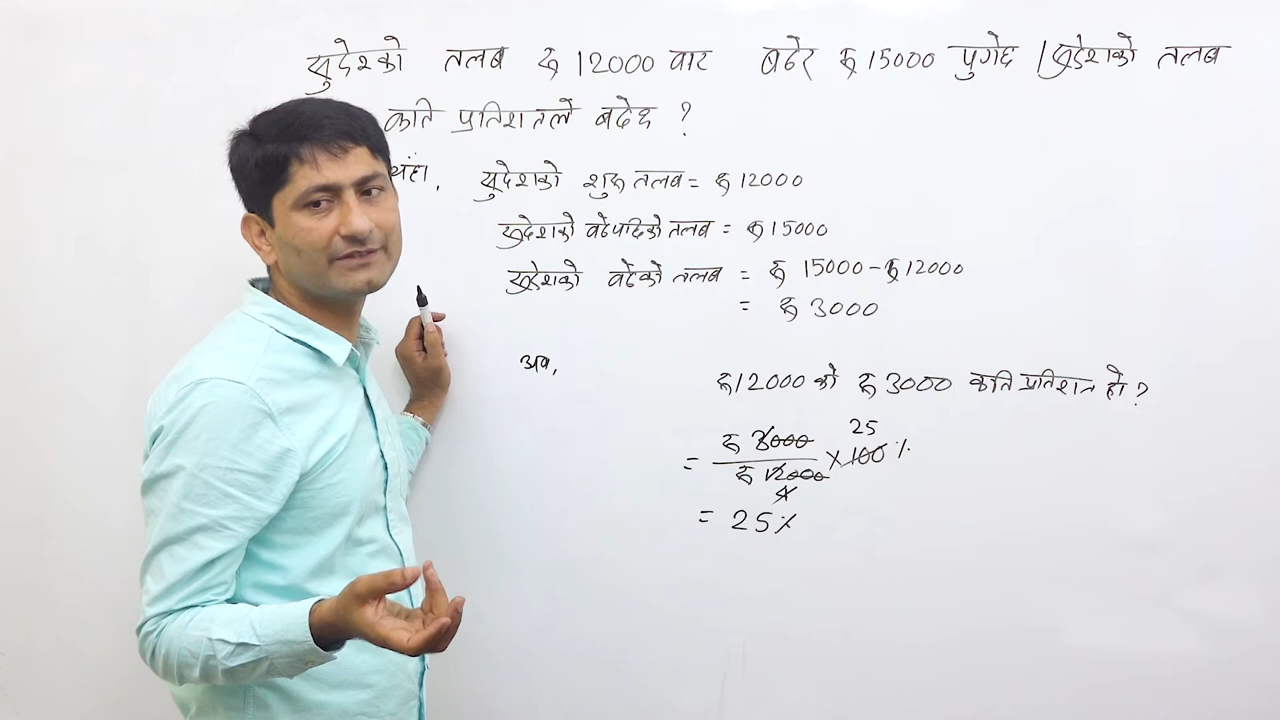 सुदेशको तलब रु 12000 बाट बढेर रु 15000 पुगेछ । सुदेशको तलब
कति प्रतिशतले बढेछ ?
यहाँ, सुदेशको शुरु तलब = रु 12000
सुदेशको बढेपछिको तलब = रु 15000
सुदेशको बढेको तलब = रु 15000 - रु 12000
= रु 3000
अब,
रु 12000 को रु 3000 कति प्रतिशत हो ?
25
= रु 3000 / रु 12000 × 100 %
4
= 25 %